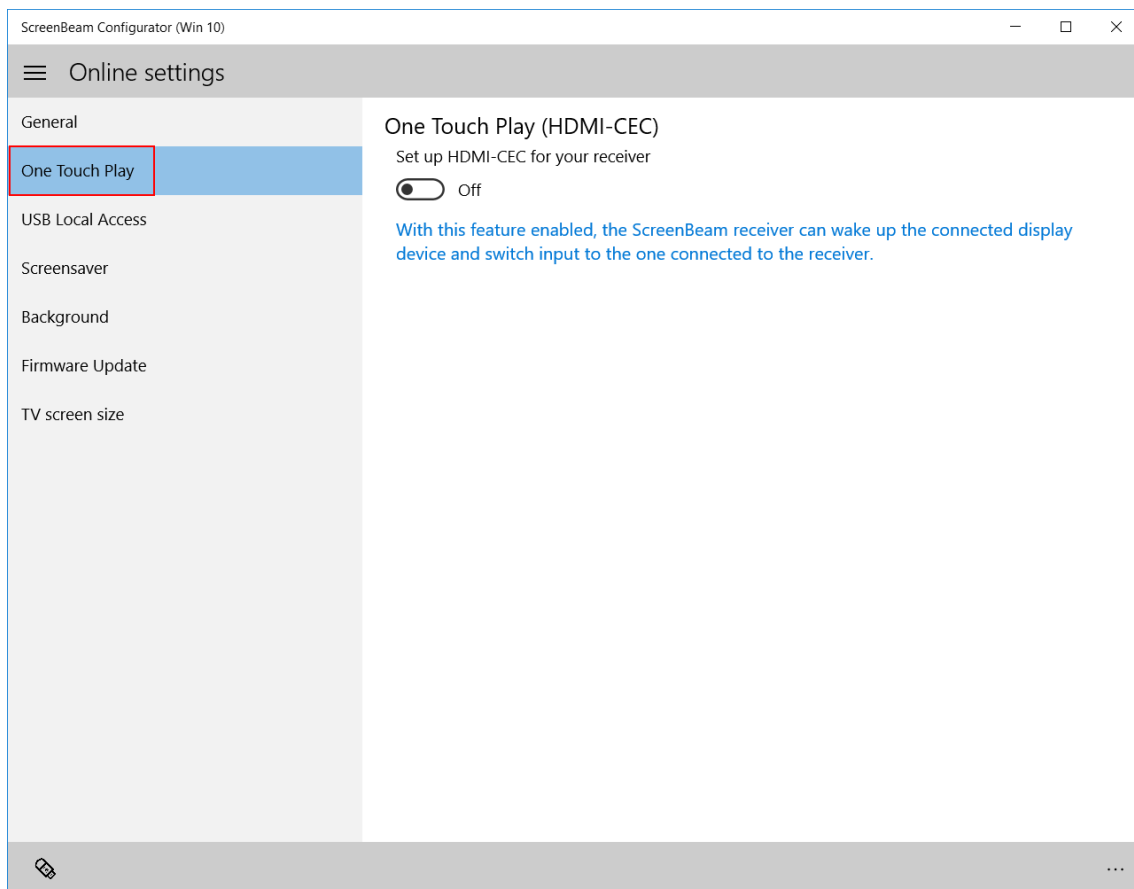 ScreenBeam Configurator (Win 10)
Online settings
General
One Touch Play
USB Local Access
Screensaver
Background
Firmware Update
TV screen size
One Touch Play (HDMI-CEC)
Set up HDMI-CEC for your receiver
Off
With this feature enabled, the ScreenBeam receiver can wake up the connected display
device and switch input to the one connected to the receiver.